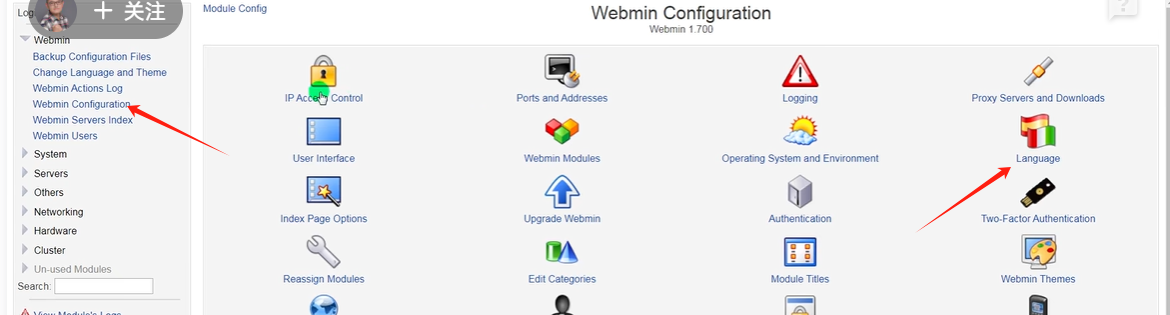 Log
+ 关注
Webmin
Backup Configuration Files
Change Language and Theme
Webmin Actions Log
Webmin Configuration
Webmin Servers Index
Webmin Users
System
Servers
Others
Networking
Hardware
Cluster
Un-used Modules
Search:
View Module's Logs
Module Config
Webmin Configuration
Webmin 1.700
IP Access Control
Ports and Addresses
Logging
Proxy Servers and Downloads
User Interface
Webmin Modules
Operating System and Environment
Language
Index Page Options
Upgrade Webmin
Authentication
Two-Factor Authentication
Reassign Modules
Edit Categories
Module Titles
Webmin Themes